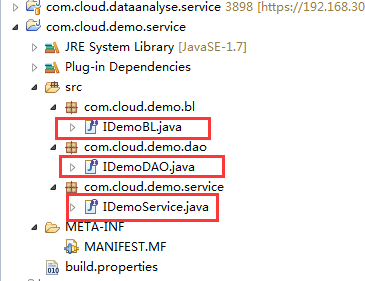 com.cloud.dataanalyse.service 3898 [https://192.168.30
com.cloud.demo.service
JRE System Library [JavaSE-1.7]
Plug-in Dependencies
src
com.cloud.demo.bl
IDemoBL.java
com.cloud.demo.dao
IDemoDAO.java
com.cloud.demo.service
IDemoService.java
META-INF
MANIFEST.MF
build.properties